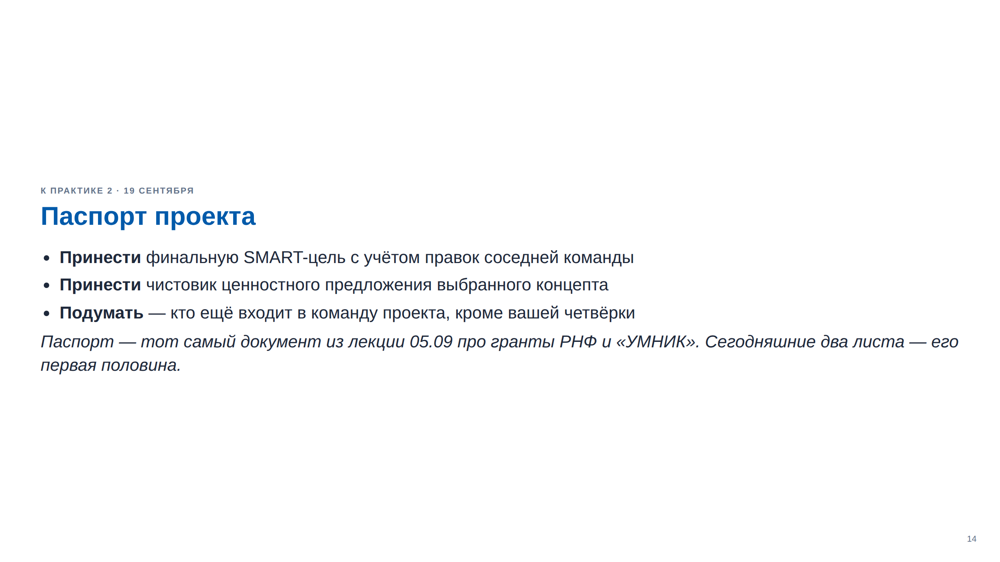 К ПРАКТИКЕ 2 · 19 СЕНТЯБРЯ
Паспорт проекта
• Принести финальную SMART-цель с учётом правок соседней команды
• Принести чистовик ценностного предложения выбранного концепта
• Подумать — кто ещё входит в команду проекта, кроме вашей четвёрки
Паспорт — тот самый документ из лекции 05.09 про гранты РНФ и «УМНИК». Сегодняшние два листа — его
первая половина.
14